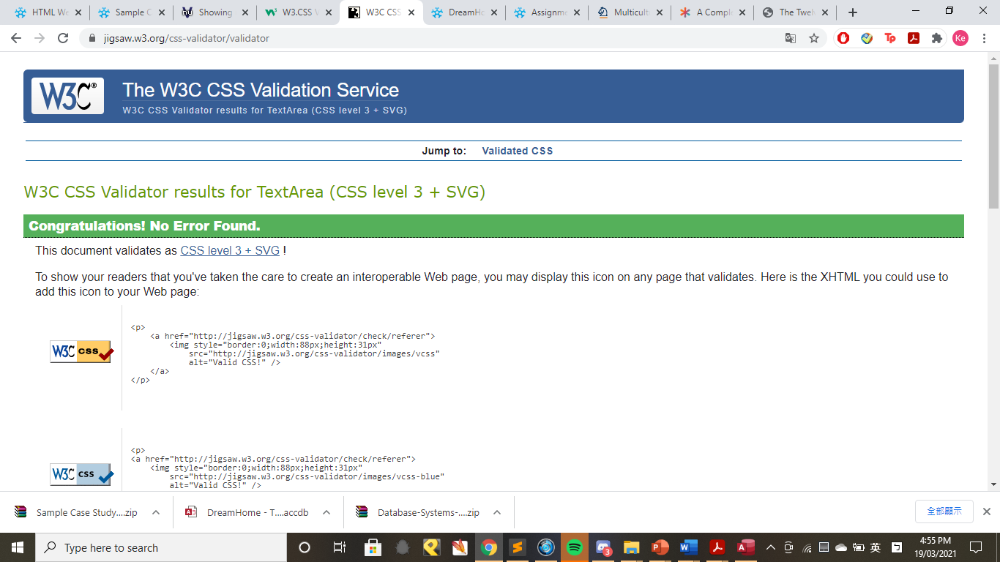 HTML We
Sample C
Showing
W3.CSS V
W3C CSS
DreamHo
Assignme
Multicult
A Comple
The Twel
jigsaw.w3.org/css-validator/validator
Ke
W3C®
The W3C CSS Validation Service
W3C CSS Validator results for TextArea (CSS level 3 + SVG)
Jump to: Validated CSS
W3C CSS Validator results for TextArea (CSS level 3 + SVG)
Congratulations! No Error Found.
This document validates as CSS level 3 + SVG !
To show your readers that you've taken the care to create an interoperable Web page, you may display this icon on any page that validates. Here is the XHTML you could use to
add this icon to your Web page:
W3C CSS
<p>
<a href="http://jigsaw.w3.org/css-validator/check/referer">
<img style="border:0;width:88px;height:31px"
src="http://jigsaw.w3.org/css-validator/images/vcss"
alt="Valid CSS!" />
</a>
</p>
W3C CSS
<p>
<a href="http://jigsaw.w3.org/css-validator/check/referer">
<img style="border:0;width:88px;height:31px"
src="http://jigsaw.w3.org/css-validator/images/vcss-blue"
alt="Valid CSS!" />
Sample Case Study....zip
DreamHome - T....accdb
Database-Systems-....zip
全部顯示
Type here to search
3
英
4:55 PM
19/03/2021